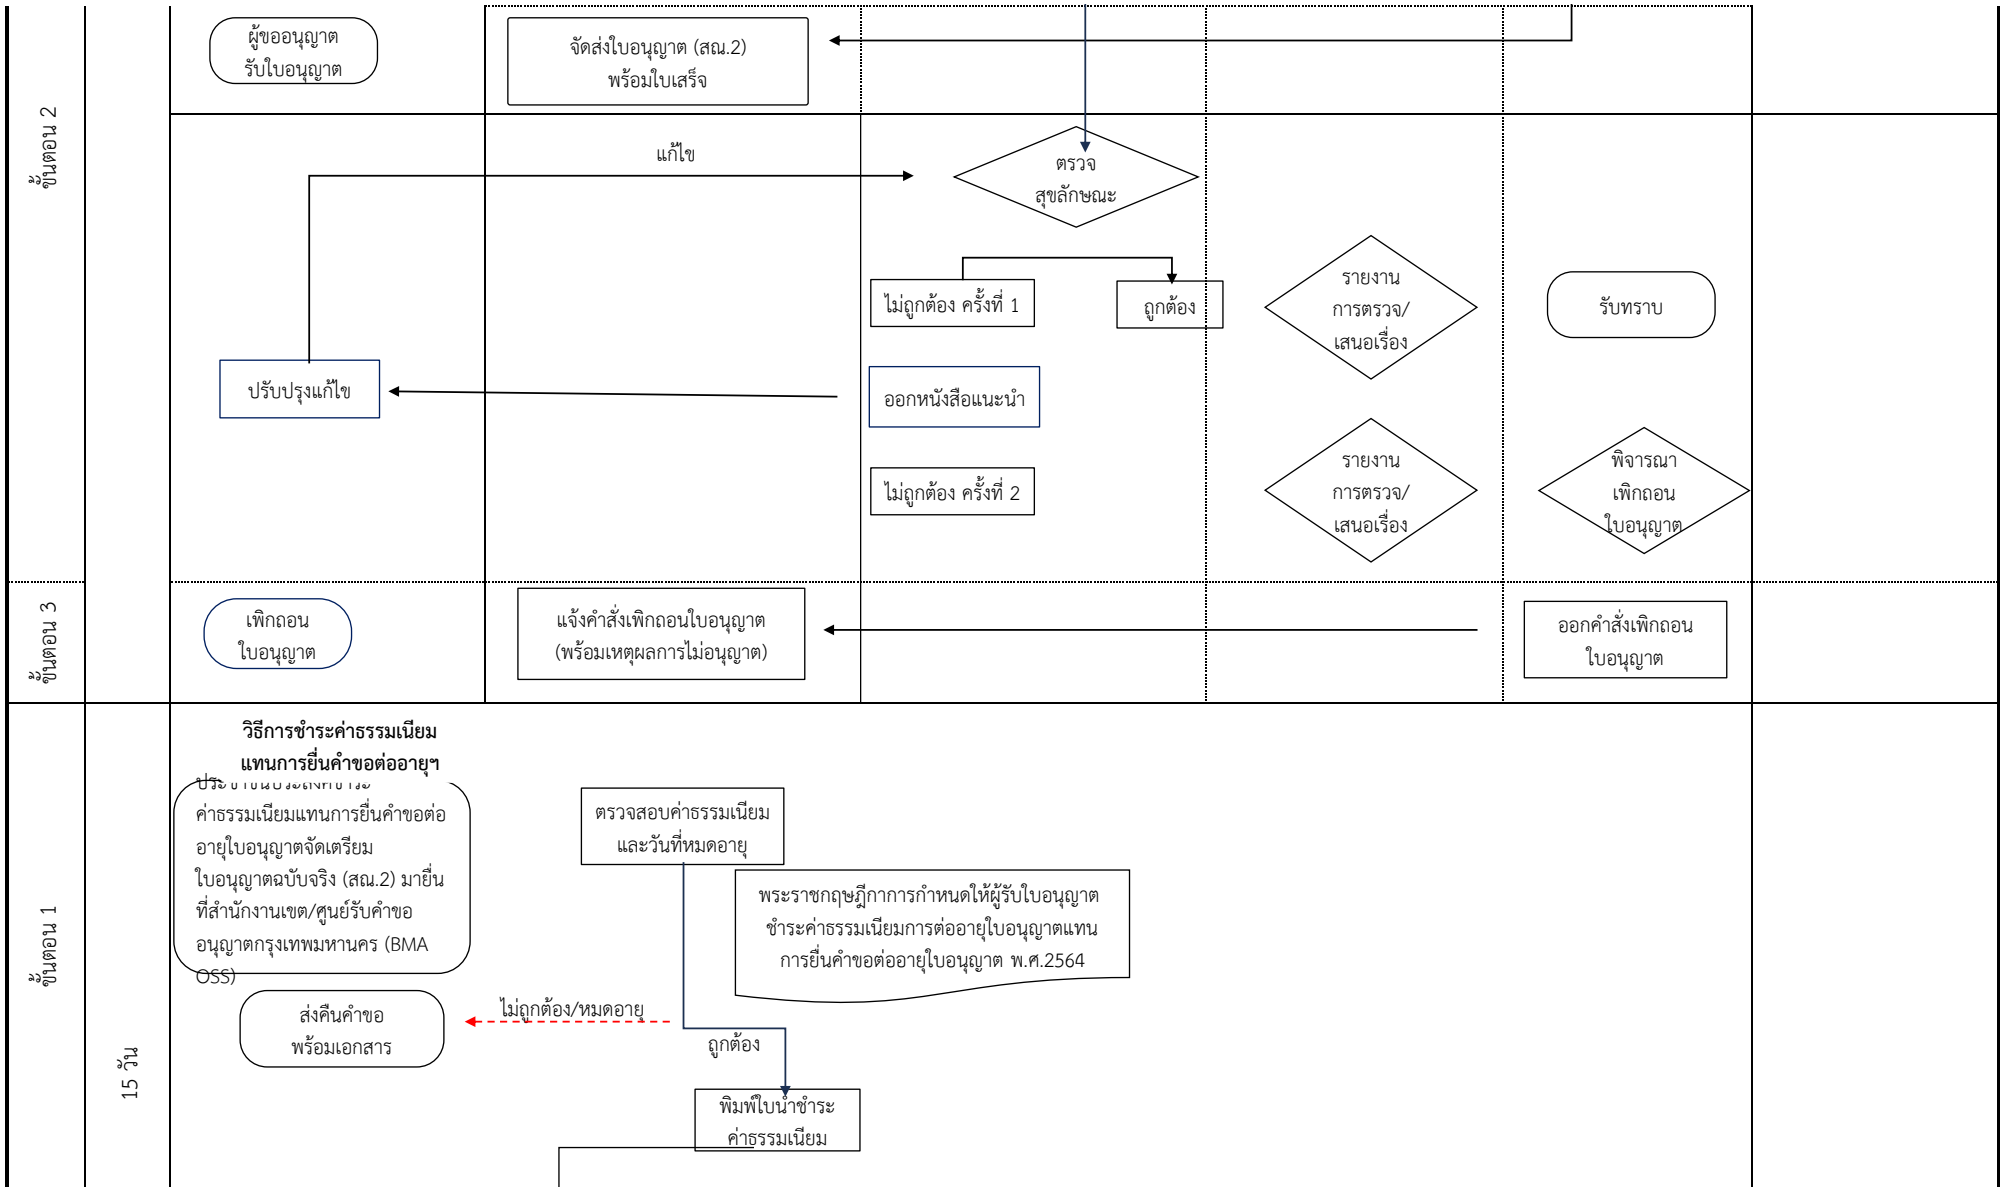 ขั้นตอน 2
ผู้ขออนุญาต
รับใบอนุญาต
จัดส่งใบอนุญาต (สณ.2)
พร้อมใบเสร็จ
แก้ไข
ตรวจ
สุขลักษณะ
ไม่ถูกต้อง ครั้งที่ 1
ถูกต้อง
รายงาน
การตรวจ/
เสนอเรื่อง
รับทราบ
ปรับปรุงแก้ไข
ออกหนังสือแนะนำ
ไม่ถูกต้อง ครั้งที่ 2
รายงาน
การตรวจ/
เสนอเรื่อง
พิจารณา
เพิกถอน
ใบอนุญาต
ขั้นตอน 3
เพิกถอน
ใบอนุญาต
แจ้งคำสั่งเพิกถอนใบอนุญาต
(พร้อมเหตุผลการไม่อนุญาต)
ออกคำสั่งเพิกถอน
ใบอนุญาต
ขั้นตอน 1
15 วัน
วิธีการชำระค่าธรรมเนียม
แทนการยื่นคำขอต่ออายุฯ
ค่าธรรมเนียมแทนการยื่นคำขอต่อ
อายุใบอนุญาตจัดเตรียม
ใบอนุญาตฉบับจริง (สณ.2) มายื่น
ที่สำนักงานเขต/ศูนย์รับคำขอ
อนุญาตกรุงเทพมหานคร (BMA
OSS)
ตรวจสอบค่าธรรมเนียม
และวันที่หมดอายุ
พระราชกฤษฎีกาการกำหนดให้ผู้รับใบอนุญาต
ชำระค่าธรรมเนียมการต่ออายุใบอนุญาตแทน
การยื่นคำขอต่ออายุใบอนุญาต พ.ศ.2564
ไม่ถูกต้อง/หมดอายุ
ส่งคืนคำขอ
พร้อมเอกสาร
ถูกต้อง
พิมพ์ใบนำชำระ
ค่าธรรมเนียม